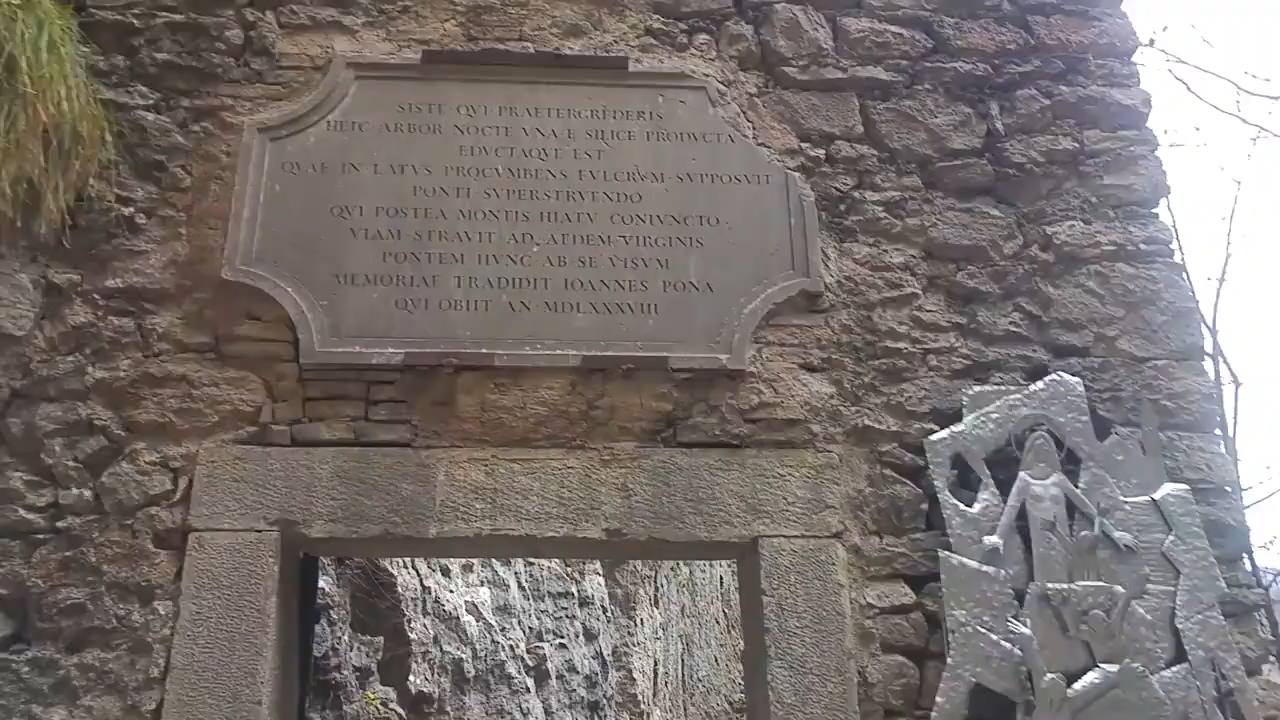 SISTE · QVI PRAETERGREDERIS
HEIC · ARBOR NOCTE VNA · E SILICE PRODVCTA
EDVCTAQVE EST
QVAE · IN · LATVS PROCVMBENS FVLCRVM · SVPPOSVIT
PONTI · SVPERSTRVENDO
QVI POSTEA MONTIS HIATV CONIVNCTO ·
VIAM · STRAVIT · AD · AEDEM · VIRGINIS
PONTEM HVNC · AB · SE · VISVM
MEMORIAE TRADIDIT IOANNES PONA
QVI OBIIT AN · MDLXXXVIII